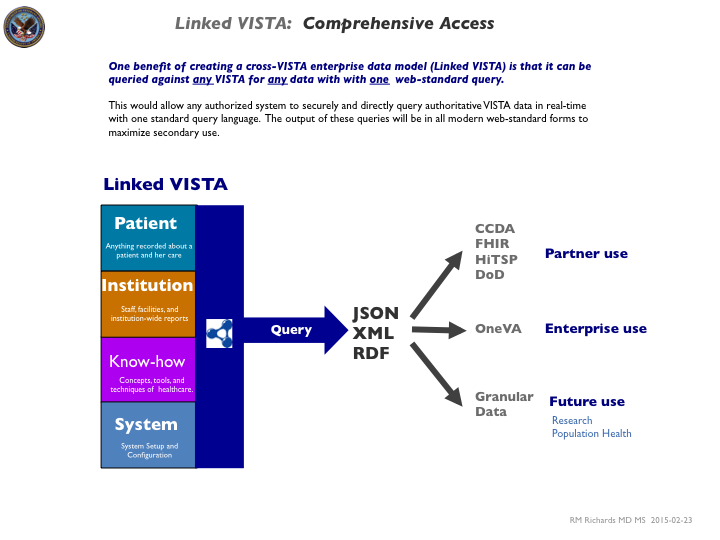 Linked VISTA: Comprehensive Access
One benefit of creating a cross-VISTA enterprise data model (Linked VISTA) is that it can be
queried against any VISTA for any data with with one web-standard query.
This would allow any authorized system to securely and directly query authoritative VISTA data in real-time
with one standard query language. The output of these queries will be in all modern web-standard forms to
maximize secondary use.
Linked VISTA
Patient
Anything recorded about a
patient and her care
Institution
Staff, facilities, and
institution-wide reports
Know-how
Concepts, tools, and
techniques of healthcare.
System
System Setup and
Configuration
Query
JSON
XML
RDF
CCDA
FHIR
HiTSP
DoD
Partner use
OneVA
Enterprise use
Granular
Data
Future use
Research
Population Health
RM Richards MD MS 2015-02-23